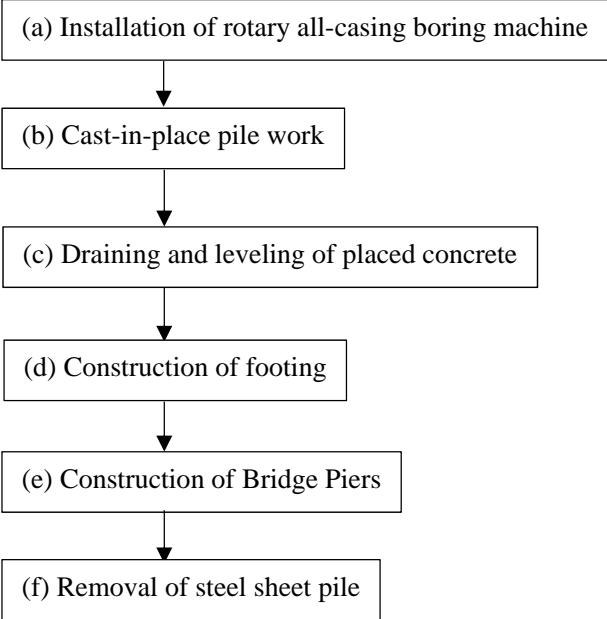 (a) Installation of rotary all-casing boring machine
(b) Cast-in-place pile work
(c) Draining and leveling of placed concrete
(d) Construction of footing
(e) Construction of Bridge Piers
(f) Removal of steel sheet pile